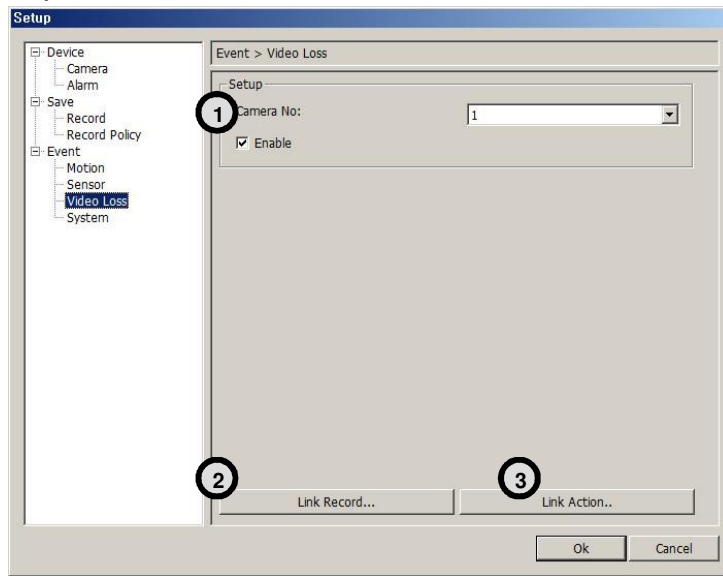 Setup
Device
Camera
Alarm
Save
Record
Record Policy
Event
Motion
Sensor
Video Loss
System
Event > Video Loss
Setup
1 Camera No: 1
Enable
2 3
Link Record... Link Action..
Ok Cancel